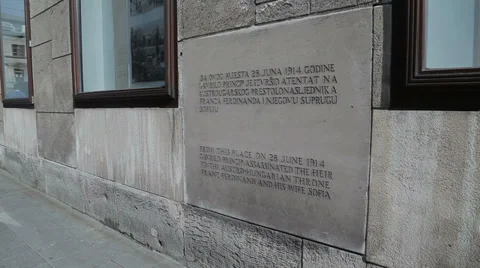 SA OVOG MJESTA 28. JUNA 1914. GODINE
GAVRILO PRINCIP JE IZVRŠIO ATENTAT NA
AUSTROUGARSKOG PRESTOLONASLJEDNIKA
FRANCA FERDINANDA I NJEGOVU SUPRUGU
SOFIJU
FROM THIS PLACE ON 28 JUNE 1914
GAVRILO PRINCIP ASSASSINATED THE HEIR
TO THE AUSTRO-HUNGARIAN THRONE
FRANZ FERDINAND AND HIS WIFE SOFIA